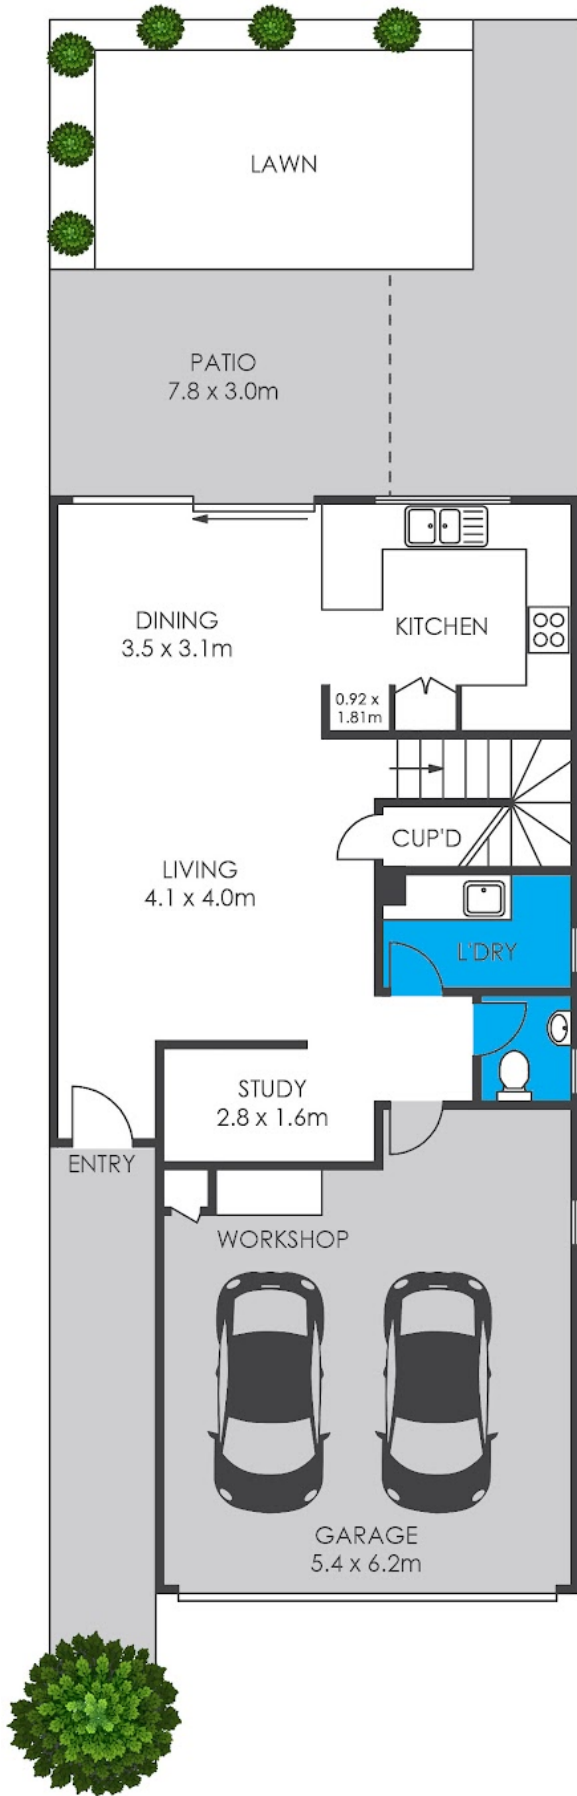 LAWN
PATIO
7.8 x 3.0m
DINING
3.5 x 3.1m
KITCHEN
0.92 x
1.81m
CUP'D
LIVING
4.1 x 4.0m
L'DRY
STUDY
2.8 x 1.6m
ENTRY
WORKSHOP
GARAGE
5.4 x 6.2m